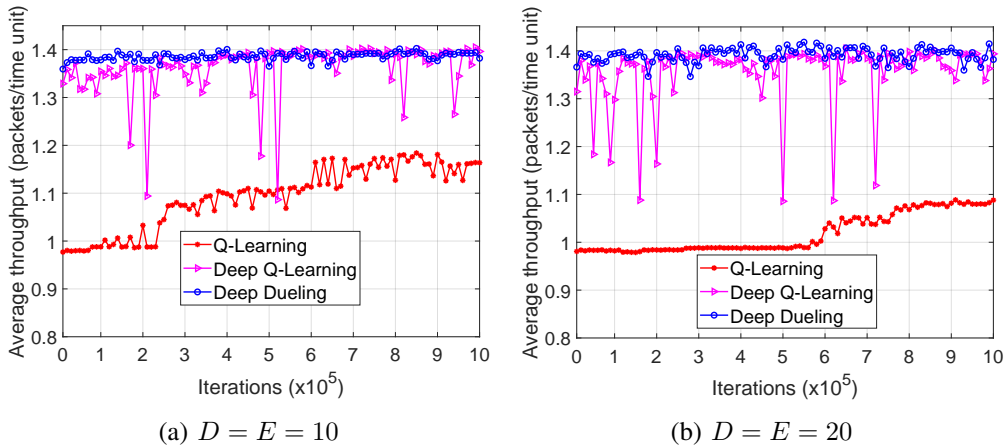 Average throughput (packets/time unit)
1.4
1.3
1.2
1.1
1
0.9
0.8
Q-Learning
Deep Q-Learning
Deep Dueling
0 1 2 3 4 5 6 7 8 9 10
Iterations (x10^5)
(a) D = E = 10
Average throughput (packets/time unit)
1.4
1.3
1.2
1.1
1
0.9
0.8
Q-Learning
Deep Q-Learning
Deep Dueling
0 1 2 3 4 5 6 7 8 9 10
Iterations (x10^5)
(b) D = E = 20